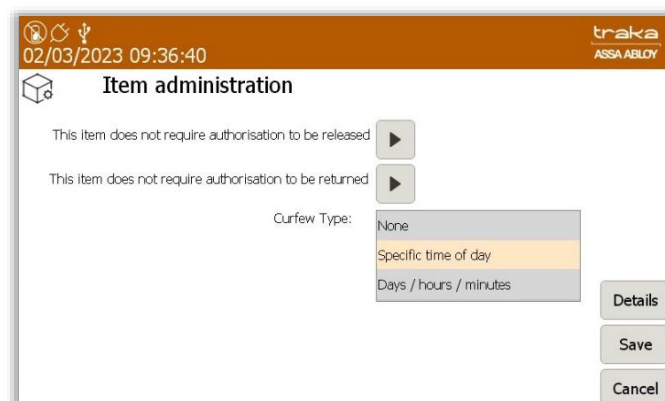 traka
02/03/2023 09:36:40
ASSA ABLOY
Item administration
This item does not require authorisation to be released
This item does not require authorisation to be returned
Curfew Type:
None
Specific time of day
Days / hours / minutes
Details
Save
Cancel